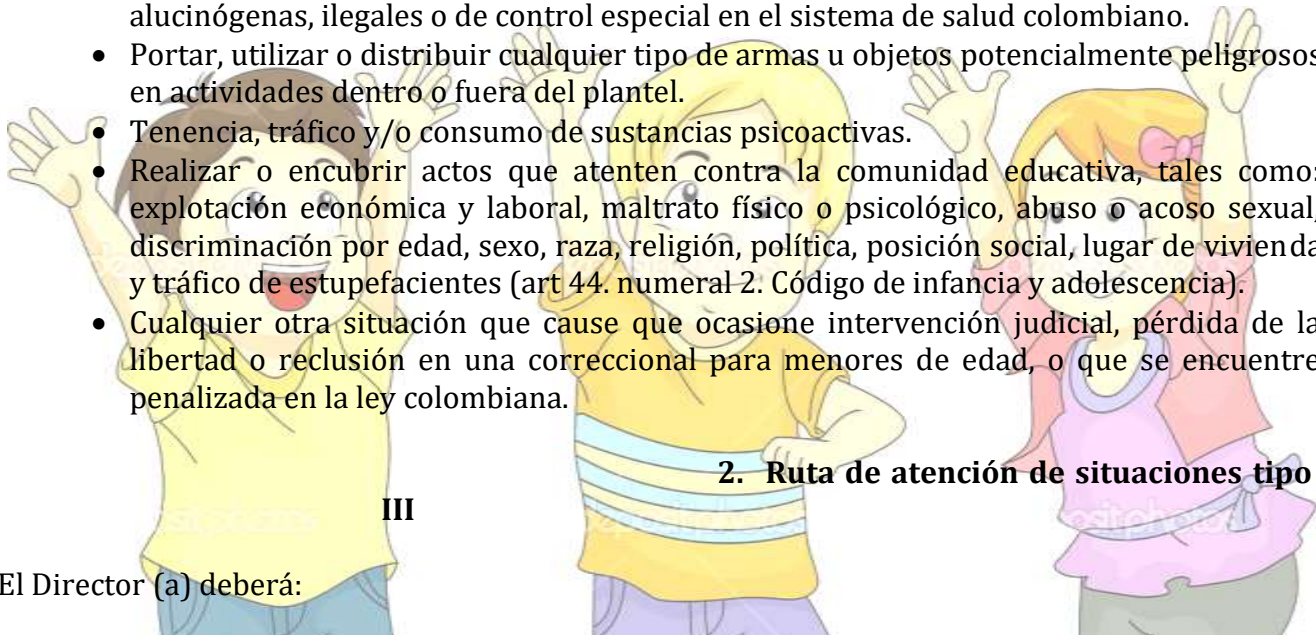 alucinógenas, ilegales o de control especial en el sistema de salud colombiano.
• Portar, utilizar o distribuir cualquier tipo de armas u objetos potencialmente peligrosos
en actividades dentro o fuera del plantel.
• Tenencia, tráfico y/o consumo de sustancias psicoactivas.
• Realizar o encubrir actos que atenten contra la comunidad educativa, tales como:
explotación económica y laboral, maltrato físico o psicológico, abuso o acoso sexual,
discriminación por edad, sexo, raza, religión, política, posición social, lugar de vivienda
y tráfico de estupefacientes (art 44. numeral 2. Código de infancia y adolescencia).
• Cualquier otra situación que cause que ocasione intervención judicial, pérdida de la
libertad o reclusión en una correccional para menores de edad, o que se encuentre
penalizada en la ley colombiana.
2. Ruta de atención de situaciones tipo
III
El Director (a) deberá: